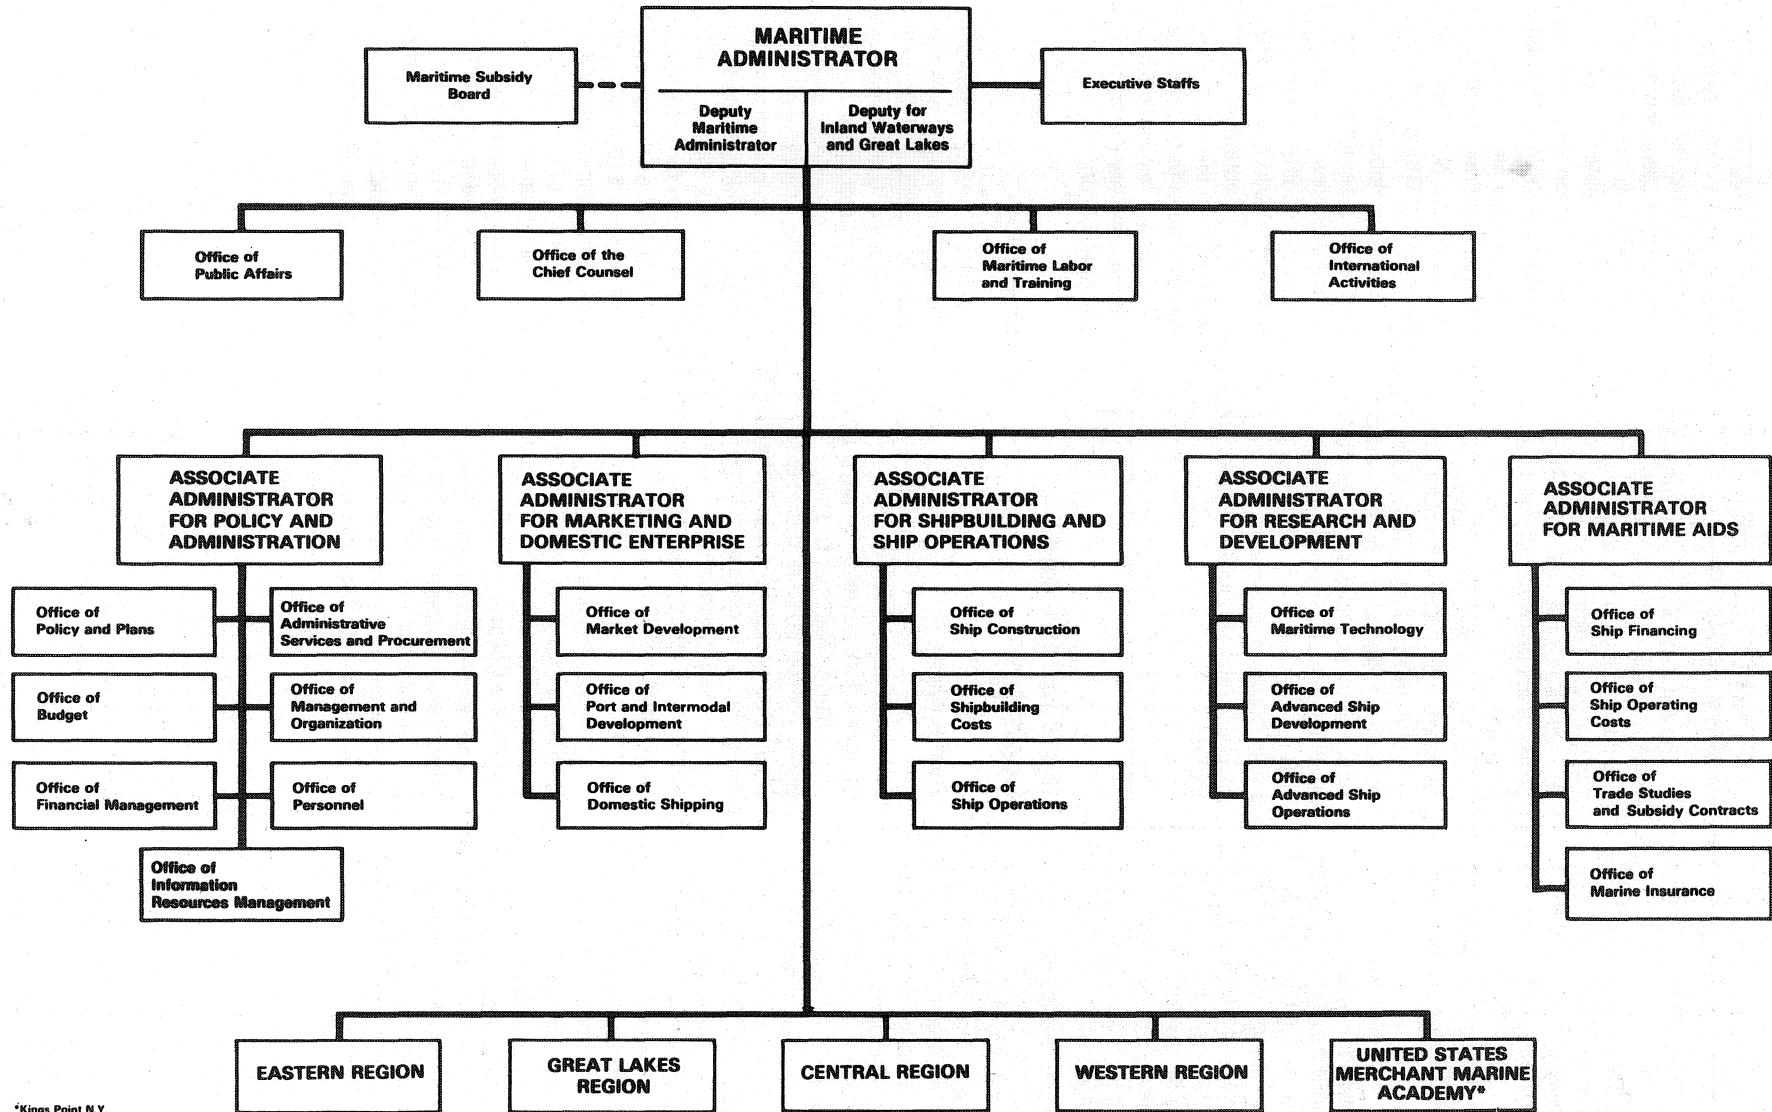 MARITIME
ADMINISTRATOR
Maritime Subsidy
Board
Executive Staffs
Deputy
Maritime
Administrator
Deputy for
Inland Waterways
and Great Lakes
Office of
Public Affairs
Office of the
Chief Counsel
Office of
Maritime Labor
and Training
Office of
International
Activities
ASSOCIATE
ADMINISTRATOR
FOR POLICY AND
ADMINISTRATION
Office of
Policy and Plans
Office of
Administrative
Services and Procurement
Office of
Budget
Office of
Management and
Organization
Office of
Financial Management
Office of
Personnel
Office of
Information
Resources Management
ASSOCIATE
ADMINISTRATOR
FOR MARKETING AND
DOMESTIC ENTERPRISE
Office of
Market Development
Office of
Port and Intermodal
Development
Office of
Domestic Shipping
ASSOCIATE
ADMINISTRATOR
FOR SHIPBUILDING AND
SHIP OPERATIONS
Office of
Ship Construction
Office of
Shipbuilding
Costs
Office of
Ship Operations
ASSOCIATE
ADMINISTRATOR
FOR RESEARCH AND
DEVELOPMENT
Office of
Maritime Technology
Office of
Advanced Ship
Development
Office of
Advanced Ship
Operations
ASSOCIATE
ADMINISTRATOR
FOR MARITIME AIDS
Office of
Ship Financing
Office of
Ship Operating
Costs
Office of
Trade Studies
and Subsidy Contracts
Office of
Marine Insurance
EASTERN REGION
GREAT LAKES
REGION
CENTRAL REGION
WESTERN REGION
UNITED STATES
MERCHANT MARINE
ACADEMY*
*Kings Point N.Y.